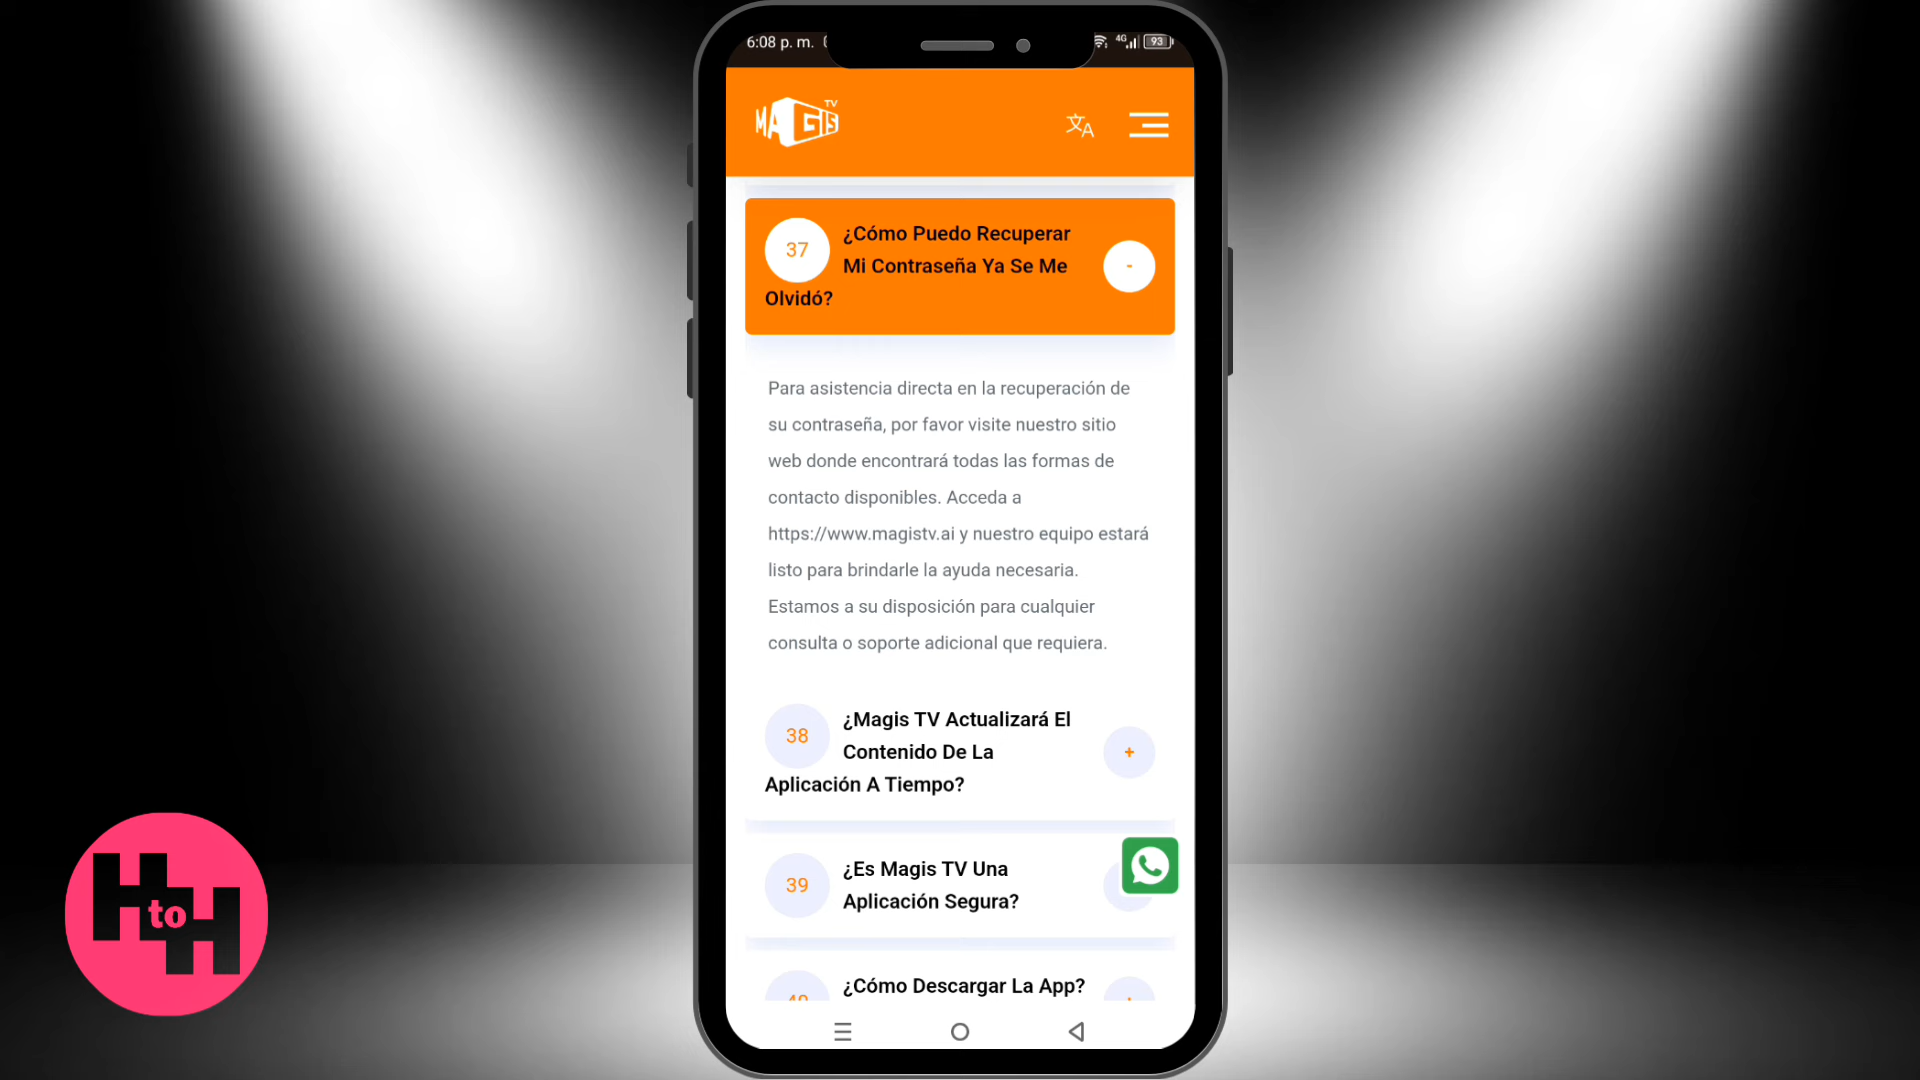 6:08 p. m.
4G
93
MAGIS TV
37
¿Cómo Puedo Recuperar
Mi Contraseña Ya Se Me
Olvidó?
-
Para asistencia directa en la recuperación de
su contraseña, por favor visite nuestro sitio
web donde encontrará todas las formas de
contacto disponibles. Acceda a
https://www.magistv.ai y nuestro equipo estará
listo para brindarle la ayuda necesaria.
Estamos a su disposición para cualquier
consulta o soporte adicional que requiera.
38
¿Magis TV Actualizará El
Contenido De La
Aplicación A Tiempo?
+
39
¿Es Magis TV Una
Aplicación Segura?
40
¿Cómo Descargar La App?
H to H